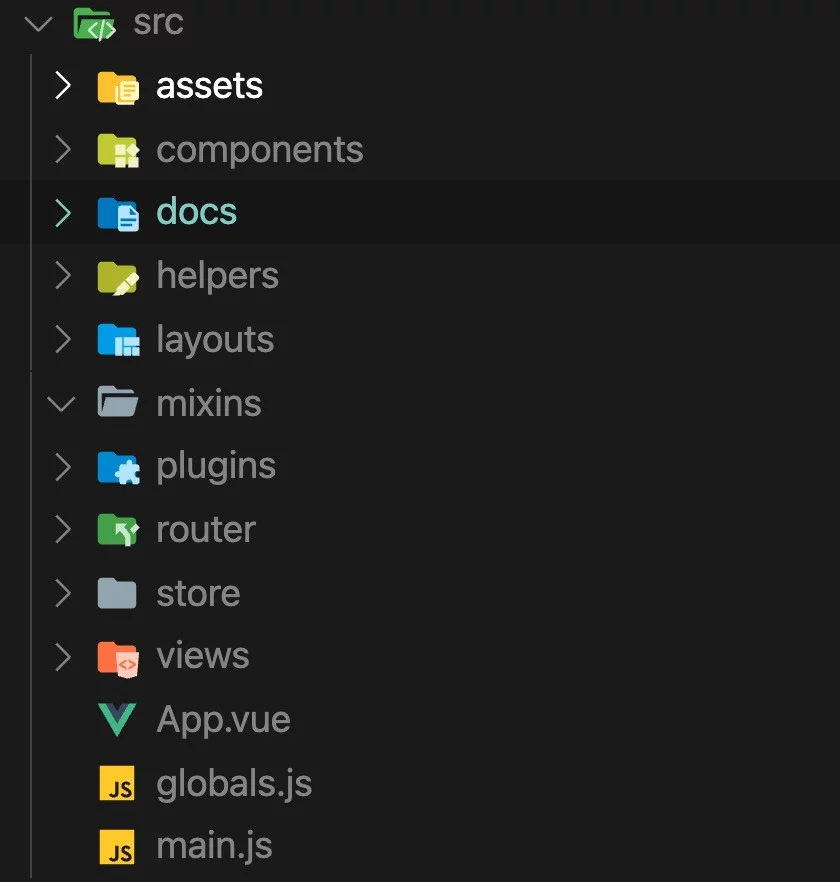 src
assets
components
docs
helpers
layouts
mixins
plugins
router
store
views
App.vue
JS globals.js
JS main.js